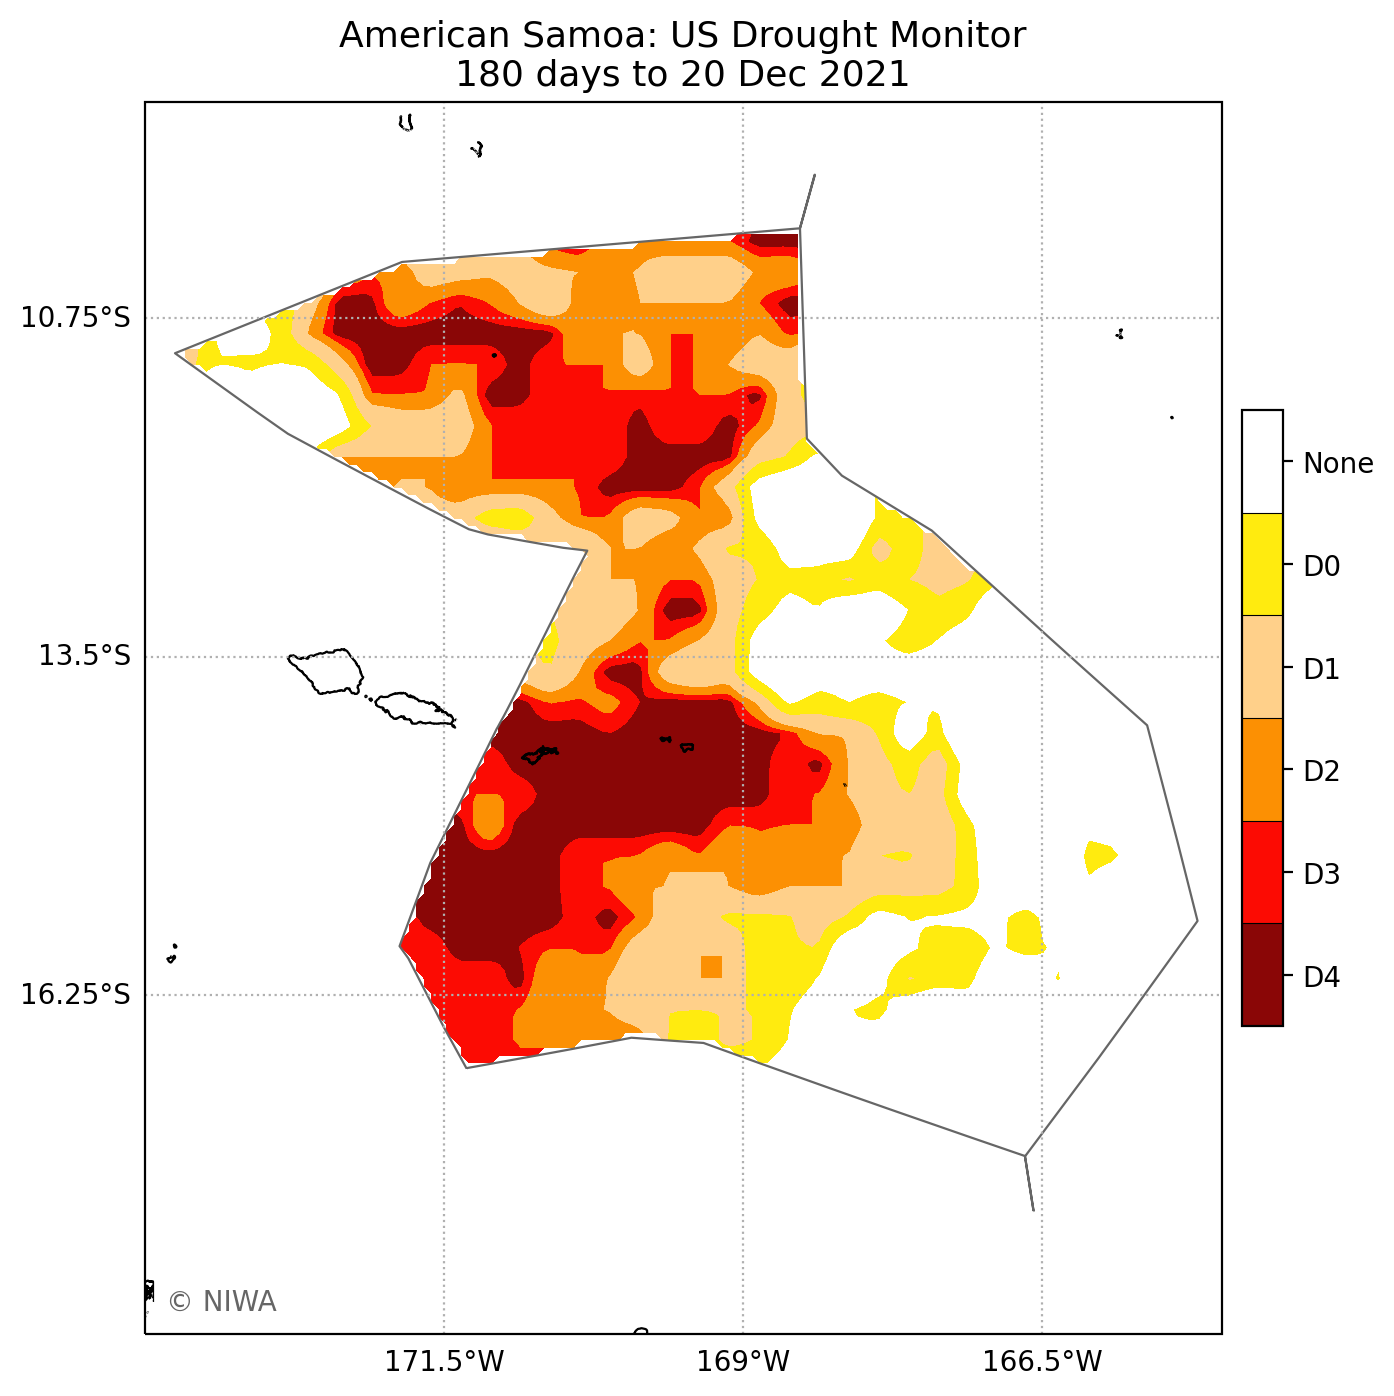 American Samoa: US Drought Monitor
180 days to 20 Dec 2021
10.75°S
13.5°S
16.25°S
171.5°W
169°W
166.5°W
None
D0
D1
D2
D3
D4
© NIWA